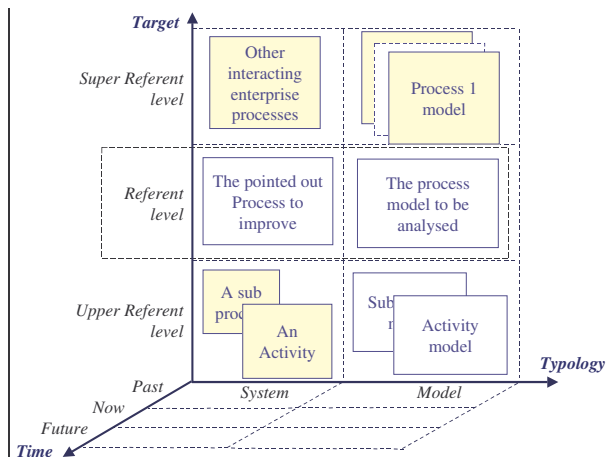 Target
Super Referent
level
Other
interacting
enterprise
processes
Process 1
model
Referent
level
The pointed out
Process to
improve
The process
model to be
analysed
Upper Referent
level
A sub
An
Activity
Sub
Activity
model
Typology
Past
System
Model
Now
Future
Time